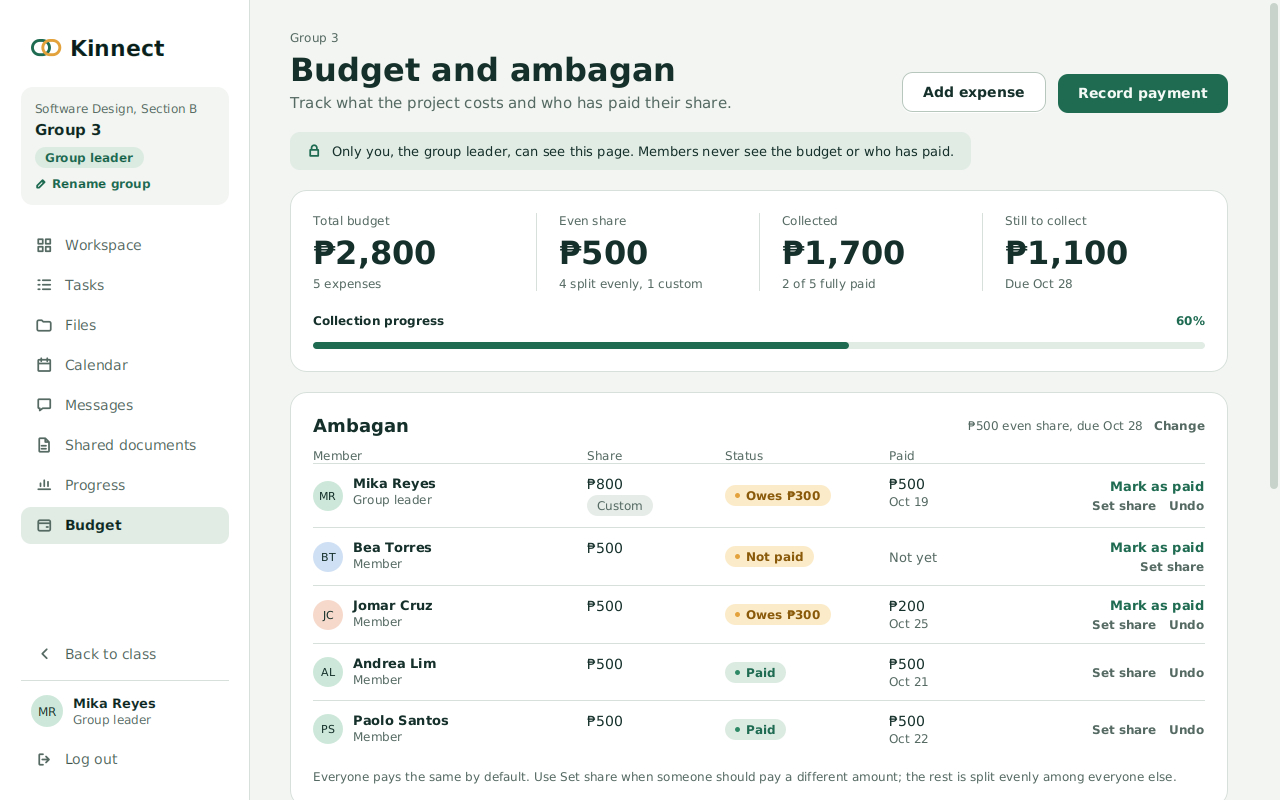 Kinnect
Software Design, Section B
Group 3
Group leader
Rename group
Workspace
Tasks
Files
Calendar
Messages
Shared documents
Progress
Budget
Back to class
MR
Mika Reyes
Group leader
Log out
Group 3
Budget and ambagan
Track what the project costs and who has paid their share.
Add expense
Record payment
Only you, the group leader, can see this page. Members never see the budget or who has paid.
Total budget
₱2,800
5 expenses
Even share
₱500
4 split evenly, 1 custom
Collected
₱1,700
2 of 5 fully paid
Still to collect
₱1,100
Due Oct 28
Collection progress
60%
Ambagan
₱500 even share, due Oct 28 Change
Member Share Status Paid
MR
Mika Reyes
Group leader
₱800
Custom
Owes ₱300
₱500
Oct 19
Mark as paid
Set share Undo
BT
Bea Torres
Member
₱500
Not paid
Not yet
Mark as paid
Set share
JC
Jomar Cruz
Member
₱500
Owes ₱300
₱200
Oct 25
Mark as paid
Set share Undo
AL
Andrea Lim
Member
₱500
Paid
₱500
Oct 21
Set share Undo
PS
Paolo Santos
Member
₱500
Paid
₱500
Oct 22
Set share Undo
Everyone pays the same by default. Use Set share when someone should pay a different amount; the rest is split evenly among everyone else.